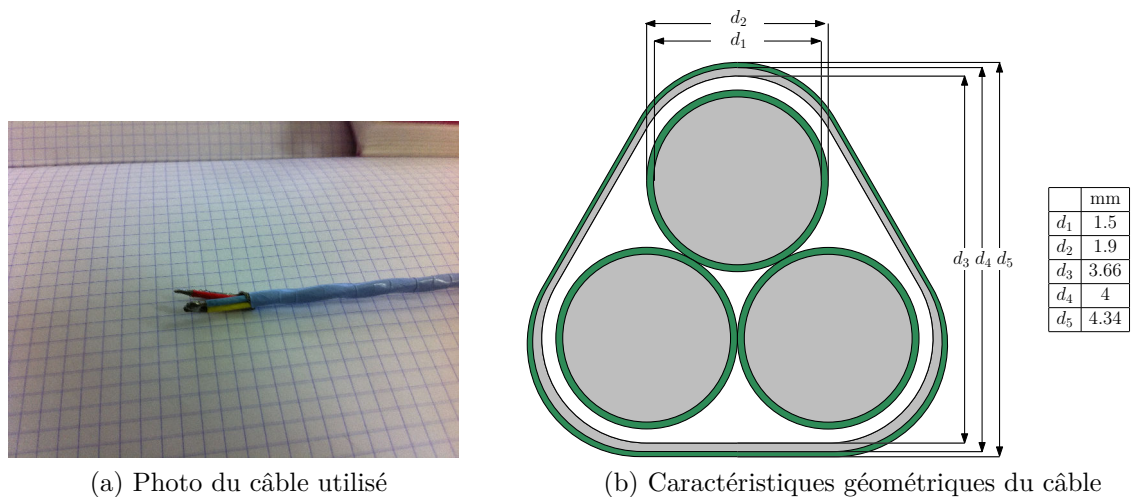 d2
d1
d3 d4 d5
mm
d1 1.5
d2 1.9
d3 3.66
d4 4
d5 4.34
(a) Photo du câble utilisé
(b) Caractéristiques géométriques du câble